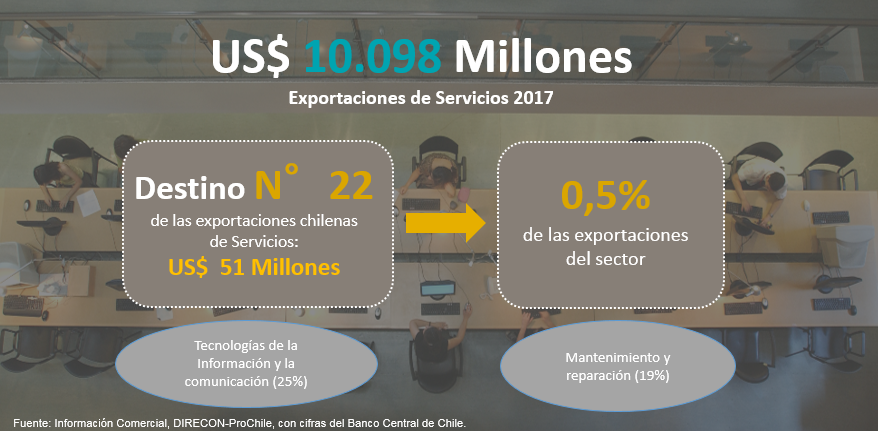 US$ 10.098 Millones
Exportaciones de Servicios 2017
Destino N° 22
de las exportaciones chilenas
de Servicios:
US$ 51 Millones
0,5%
de las exportaciones
del sector
Tecnologías de la
Información y la
comunicación (25%)
Mantenimiento y
reparación (19%)
Fuente: Información Comercial, DIRECON-ProChile, con cifras del Banco Central de Chile.